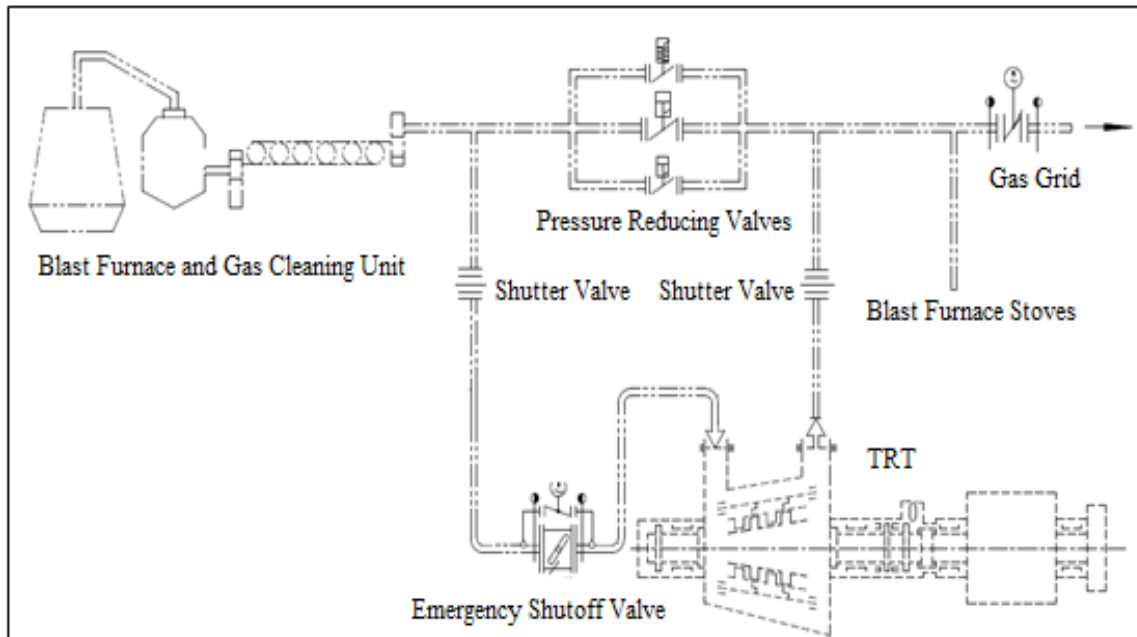 Gas Grid
Pressure Reducing Valves
Blast Furnace and Gas Cleaning Unit
Shutter Valve
Shutter Valve
Blast Furnace Stoves
TRT
Emergency Shutoff Valve